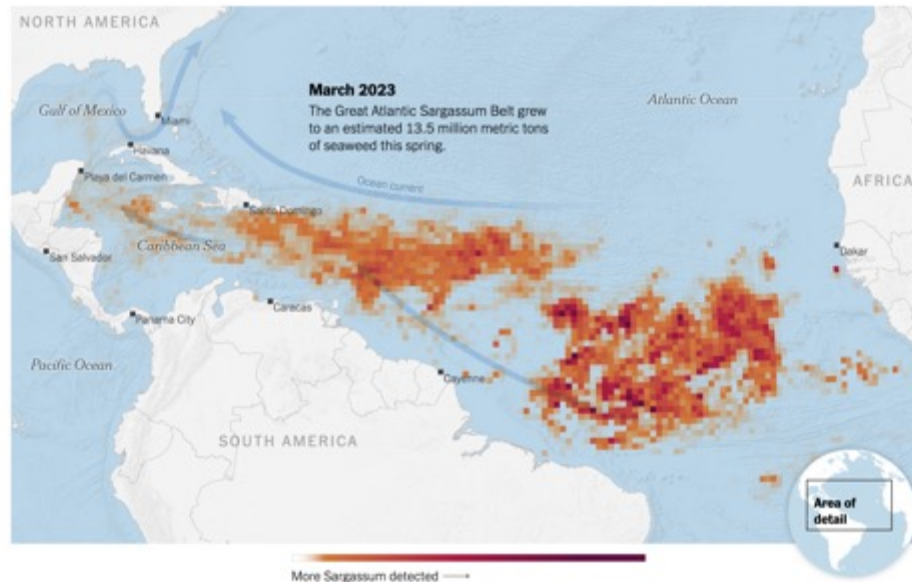 NORTH AMERICA
March 2023
The Great Atlantic Sargassum Belt grew
to an estimated 13.5 million metric tons
of seaweed this spring.
Atlantic Ocean
Gulf of Mexico
Miami
Havana
Playa del Carmen
AFRICA
Ocean current
Santo Domingo
Caribbean Sea
Dakar
San Salvador
Caracas
Panama City
Pacific Ocean
Cayenne
SOUTH AMERICA
Area of
detail
More Sargassum detected